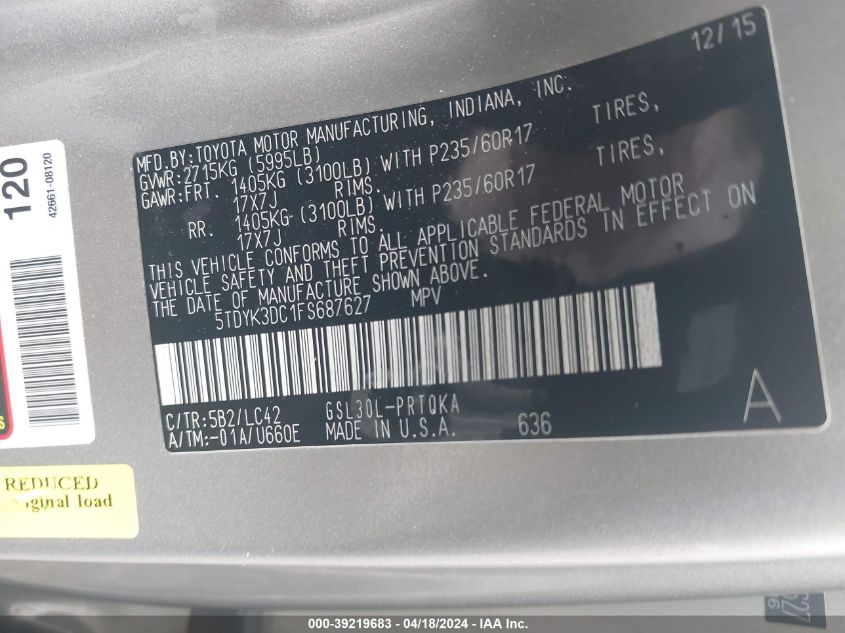 12/15
MFD.BY:TOYOTA MOTOR MANUFACTURING, INDIANA, INC.
GVWR:2715KG (5995LB)
GAWR:FRT. 1405KG (3100LB) WITH P235/60R17 TIRES,
17X7J RIMS.
RR. 1405KG (3100LB) WITH P235/60R17 TIRES,
17X7J RIMS.
THIS VEHICLE CONFORMS TO ALL APPLICABLE FEDERAL MOTOR
VEHICLE SAFETY AND THEFT PREVENTION STANDARDS IN EFFECT ON
THE DATE OF MANUFACTURE SHOWN ABOVE.
5TDYK3DC1FS687627 MPV
C/TR:5B2/LC42 GSL30L-PRTQKA
A/TM:-01A/U660E MADE IN U.S.A. 636
A
120
42661-08120
REDUCED
original load
000-39219683 - 04/18/2024 - IAA Inc.